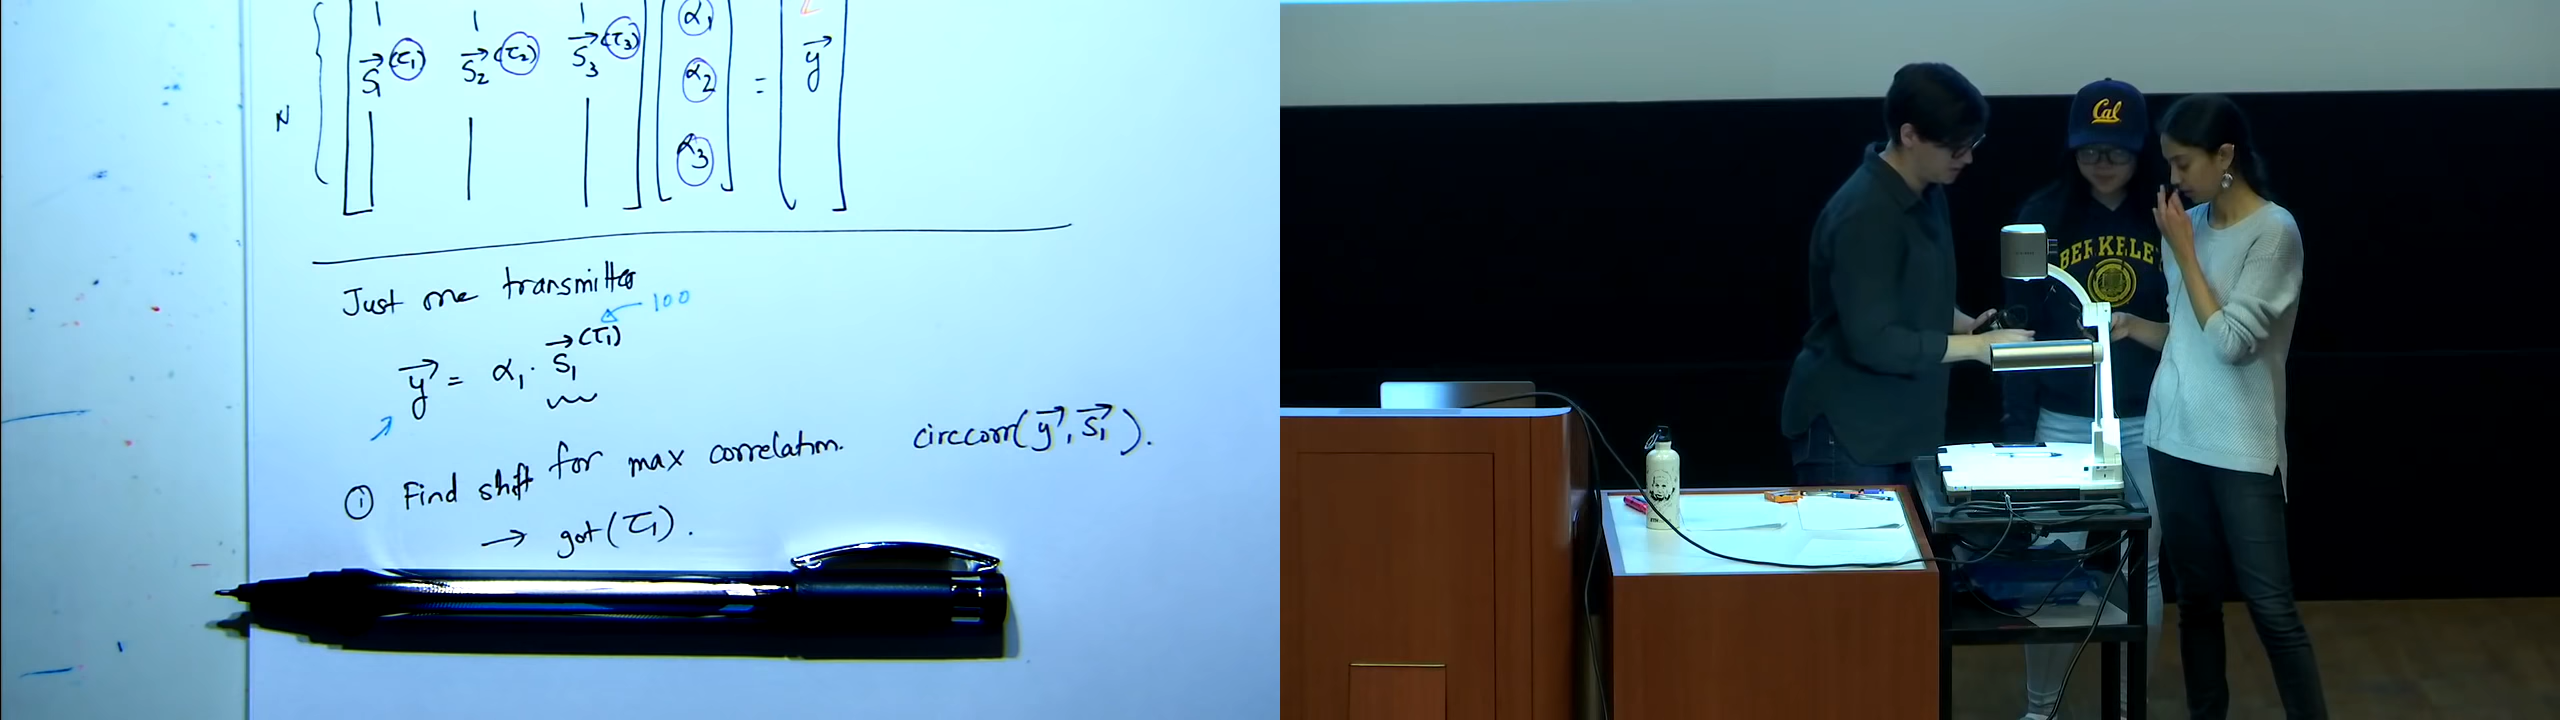 N
S₁⃗^(τ₁) S₂⃗^(τ₂) S₃⃗^(τ₃) α₁ α₂ α₃ = y⃗
Just one transmitter
100
y⃗ = α₁ · S₁⃗^(τ₁)
① Find shift for max correlation. circcorr(y⃗, S₁⃗).
→ got (τ₁).
Cal
BERKELEY